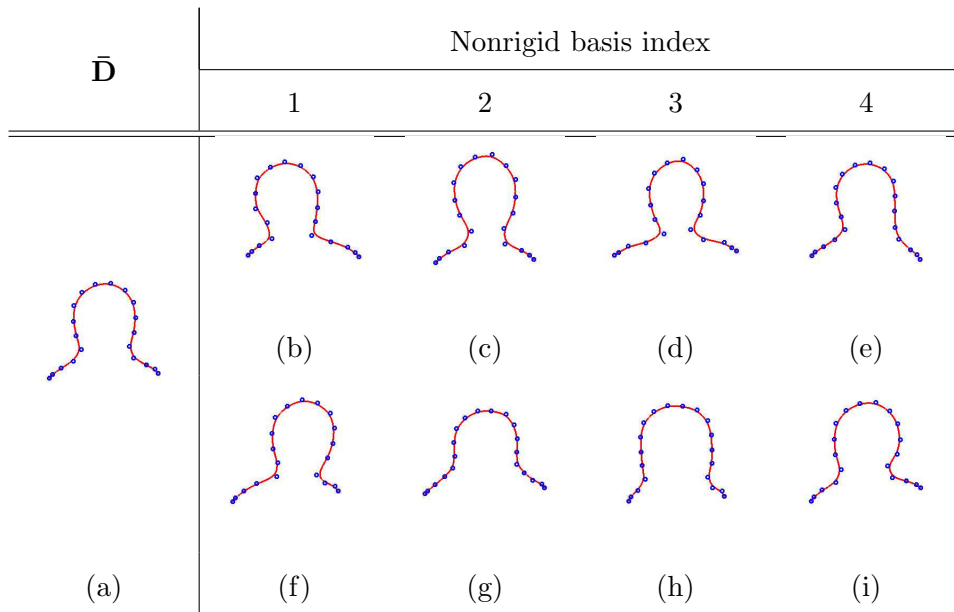 Nonrigid basis index
D̄
1 2 3 4
(b) (c) (d) (e)
(f) (g) (h) (i)
(a)